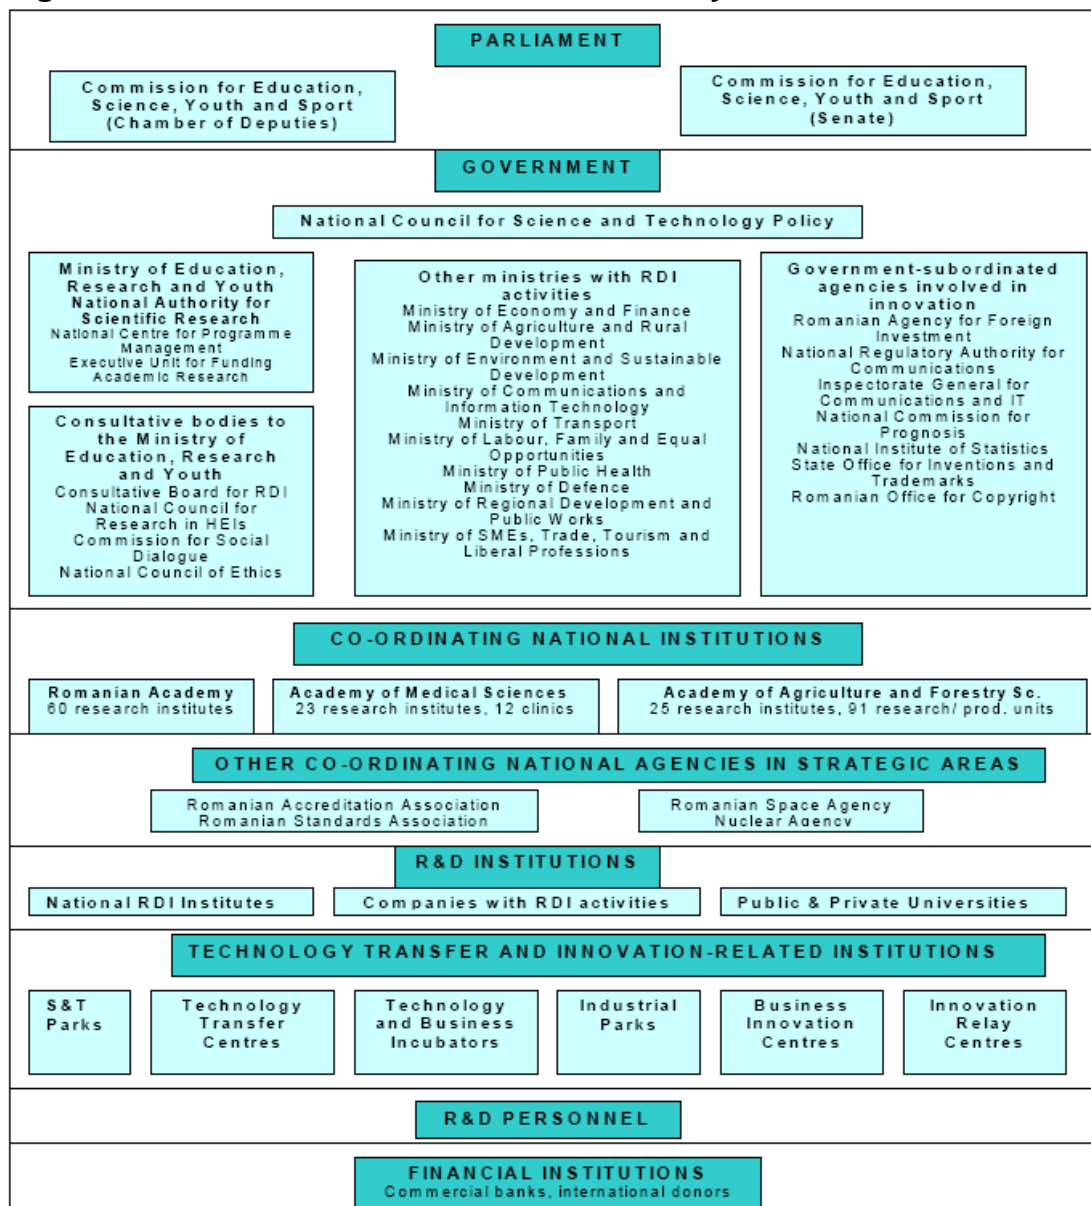 PARLIAMENT
Commission for Education,
Science, Youth and Sport
(Chamber of Deputies)
Commission for Education,
Science, Youth and Sport
(Senate)
GOVERNMENT
National Council for Science and Technology Policy
Ministry of Education,
Research and Youth
National Authority for
Scientific Research
National Centre for Programme
Management
Executive Unit for Funding
Academic Research
Consultative bodies to
the Ministry of
Education, Research
and Youth
Consultative Board for RDI
National Council for
Research in HEIs
Commission for Social
Dialogue
National Council of Ethics
Other ministries with RDI
activities
Ministry of Economy and Finance
Ministry of Agriculture and Rural
Development
Ministry of Environment and Sustainable
Development
Ministry of Communications and
Information Technology
Ministry of Transport
Ministry of Labour, Family and Equal
Opportunities
Ministry of Public Health
Ministry of Defence
Ministry of Regional Development and
Public Works
Ministry of SMEs, Trade, Tourism and
Liberal Professions
Government-subordinated
agencies involved in
innovation
Romanian Agency for Foreign
Investment
National Regulatory Authority for
Communications
Inspectorate General for
Communications and IT
National Commission for
Prognosis
National Institute of Statistics
State Office for Inventions and
Trademarks
Romanian Office for Copyright
CO-ORDINATING NATIONAL INSTITUTIONS
Romanian Academy
60 research institutes
Academy of Medical Sciences
23 research institutes, 12 clinics
Academy of Agriculture and Forestry Sc.
25 research institutes, 91 research/ prod. units
OTHER CO-ORDINATING NATIONAL AGENCIES IN STRATEGIC AREAS
Romanian Accreditation Association
Romanian Standards Association
Romanian Space Agency
Nuclear Agency
R&D INSTITUTIONS
National RDI Institutes
Companies with RDI activities
Public & Private Universities
TECHNOLOGY TRANSFER AND INNOVATION-RELATED INSTITUTIONS
S&T
Parks
Technology
Transfer
Centres
Technology
and Business
Incubators
Industrial
Parks
Business
Innovation
Centres
Innovation
Relay
Centres
R&D PERSONNEL
FINANCIAL INSTITUTIONS
Commercial banks, international donors